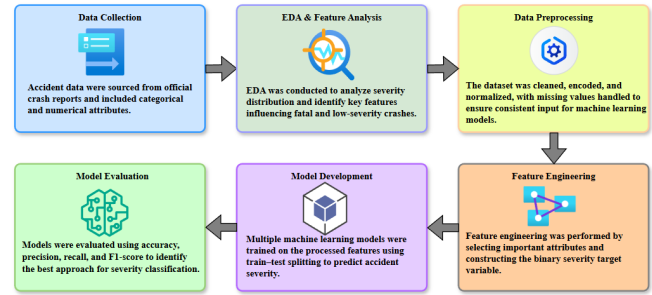 Data Collection
Accident data were sourced from official
crash reports and included categorical
and numerical attributes.
EDA & Feature Analysis
EDA was conducted to analyze severity
distribution and identify key features
influencing fatal and low-severity crashes.
Data Preprocessing
The dataset was cleaned, encoded, and
normalized, with missing values handled to
ensure consistent input for machine learning
models.
Feature Engineering
Feature engineering was performed by
selecting important attributes and
constructing the binary severity target
variable.
Model Development
Multiple machine learning models were
trained on the processed features using
train–test splitting to predict accident
severity.
Model Evaluation
Models were evaluated using accuracy,
precision, recall, and F1-score to identify
the best approach for severity classification.